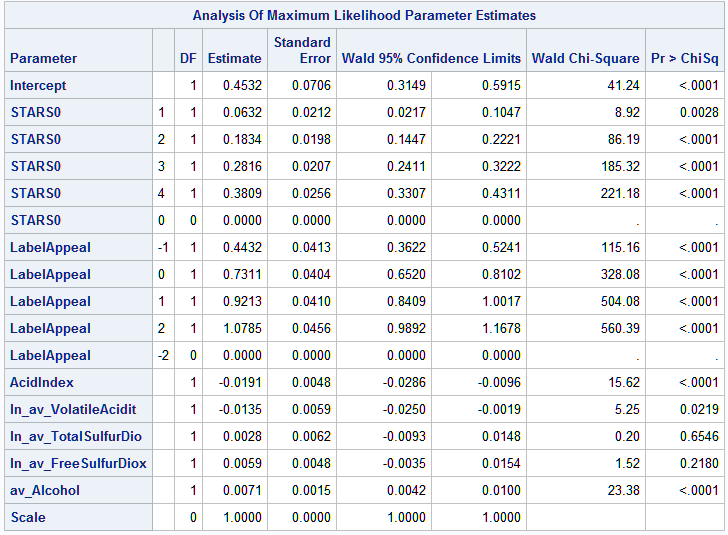 Analysis Of Maximum Likelihood Parameter Estimates
Parameter DF Estimate Standard Error Wald 95% Confidence Limits Wald Chi-Square Pr > ChiSq
Intercept 1 0.4532 0.0706 0.3149 0.5915 41.24 <.0001
STARS0 1 1 0.0632 0.0212 0.0217 0.1047 8.92 0.0028
STARS0 2 1 0.1834 0.0198 0.1447 0.2221 86.19 <.0001
STARS0 3 1 0.2816 0.0207 0.2411 0.3222 185.32 <.0001
STARS0 4 1 0.3809 0.0256 0.3307 0.4311 221.18 <.0001
STARS0 0 0 0.0000 0.0000 0.0000 0.0000 . .
LabelAppeal -1 1 0.4432 0.0413 0.3622 0.5241 115.16 <.0001
LabelAppeal 0 1 0.7311 0.0404 0.6520 0.8102 328.08 <.0001
LabelAppeal 1 1 0.9213 0.0410 0.8409 1.0017 504.08 <.0001
LabelAppeal 2 1 1.0785 0.0456 0.9892 1.1678 560.39 <.0001
LabelAppeal -2 0 0.0000 0.0000 0.0000 0.0000 . .
AcidIndex 1 -0.0191 0.0048 -0.0286 -0.0096 15.62 <.0001
ln_av_VolatileAcidit 1 -0.0135 0.0059 -0.0250 -0.0019 5.25 0.0219
ln_av_TotalSulfurDio 1 0.0028 0.0062 -0.0093 0.0148 0.20 0.6546
ln_av_FreeSulfurDiox 1 0.0059 0.0048 -0.0035 0.0154 1.52 0.2180
av_Alcohol 1 0.0071 0.0015 0.0042 0.0100 23.38 <.0001
Scale 0 1.0000 0.0000 1.0000 1.0000